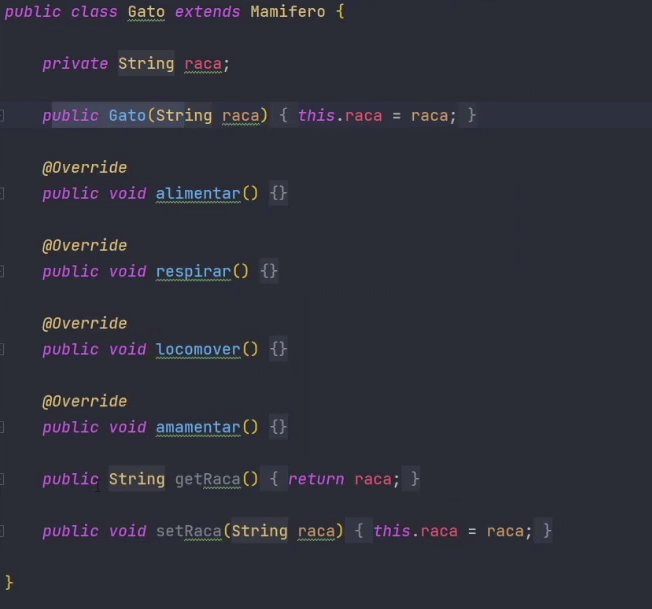 public class Gato extends Mamifero {
private String raca;
public Gato(String raca) { this.raca = raca; }
@Override
public void alimentar() {}
@Override
public void respirar() {}
@Override
public void locomover() {}
@Override
public void amamentar() {}
public String getRaca() { return raca; }
public void setRaca(String raca) { this.raca = raca; }
}